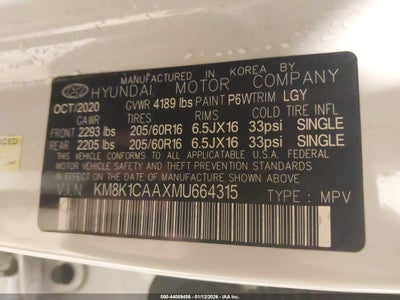 MANUFACTURED IN KOREA BY
HYUNDAI MOTOR COMPANY
OCT/2020 GVWR 4189 lbs PAINT P6W TRIM LGY
GAWR TIRES RIMS COLD TIRE INFL
FRONT 2293 lbs 205/60R16 6.5JX16 33psi SINGLE
REAR 2205 lbs 205/60R16 6.5JX16 33psi SINGLE
THIS VEHICLE CONFORMS TO ALL APPLICABLE U.S.A. FEDERAL
MOTOR VEHICLE SAFETY AND THEFT PREVENTION STANDARDS
IN EFFECT ON THE DATE OF MANUFACTURE SHOWN ABOVE.
V.I.N KM8K1CAAXMU664315 TYPE : MPV
000-44089456 - 01/12/2026 - IAA Inc.